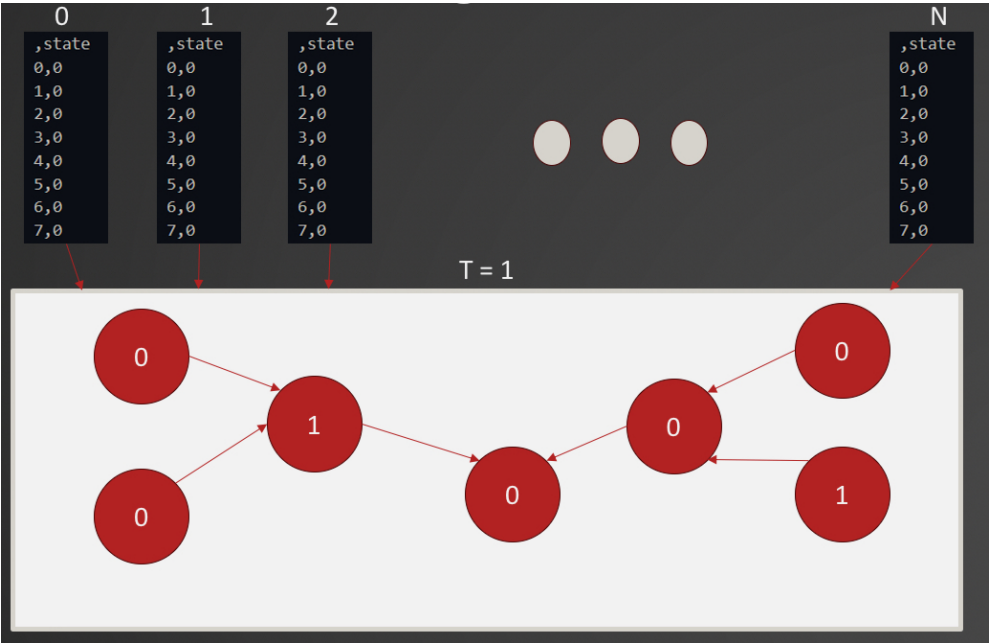 0 1 2 N
,state ,state ,state ,state
0,0 0,0 0,0 0,0
1,0 1,0 1,0 1,0
2,0 2,0 2,0 2,0
3,0 3,0 3,0 3,0
4,0 4,0 4,0 4,0
5,0 5,0 5,0 5,0
6,0 6,0 6,0 6,0
7,0 7,0 7,0 7,0
T = 1
0 0
1 0
0 0 1